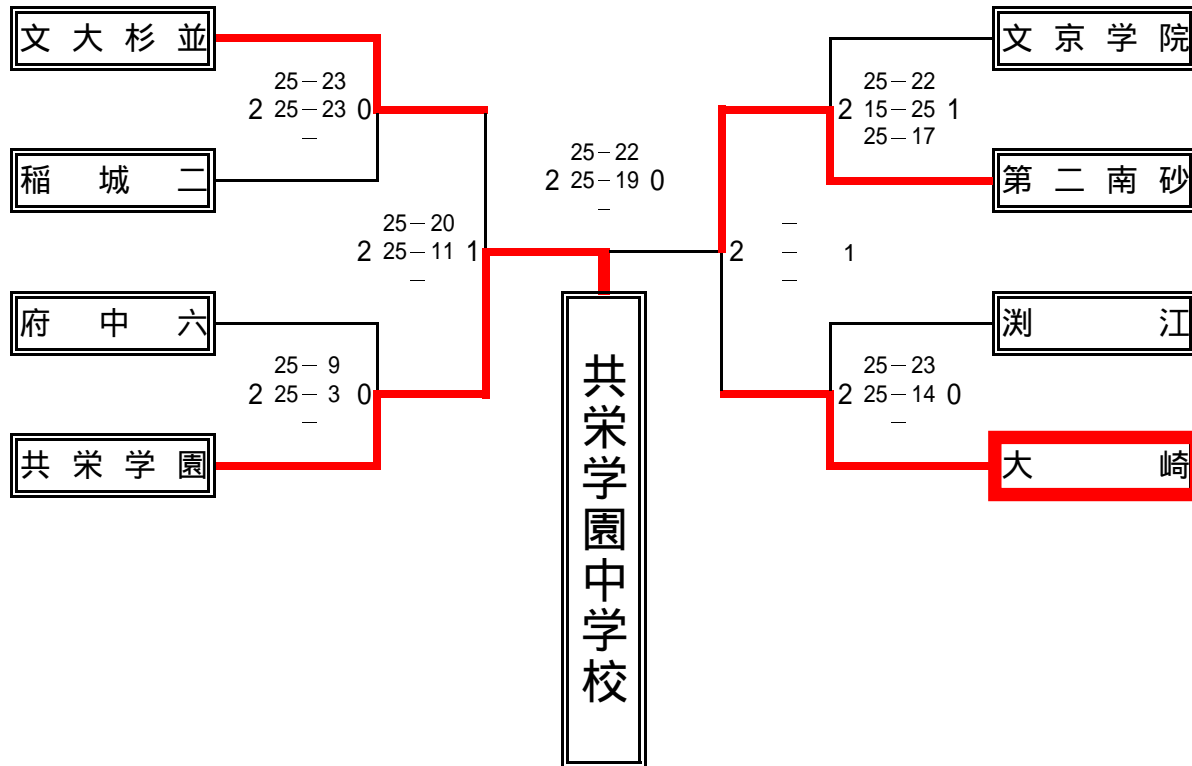 文大杉並
文京学院
25－23
2 25－23 0
－
25－22
2 15－25 1
25－17
稲城二
25－22
2 25－19 0
－
第二南砂
25－20
2 25－11 1
－
－
2 － 1
－
府中六
渕江
共栄学園中学校
25－9
2 25－3 0
－
25－23
2 25－14 0
－
共栄学園
大崎